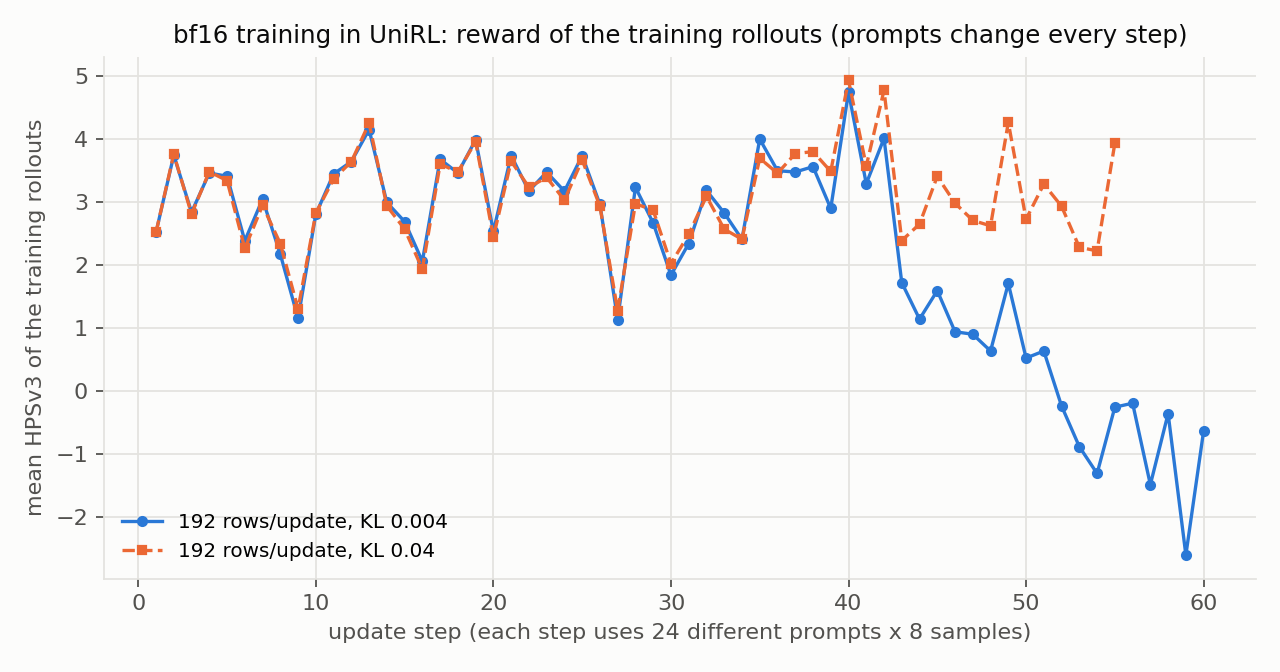 bf16 training in UniRL: reward of the training rollouts (prompts change every step)
mean HPSv3 of the training rollouts
5
4
3
2
1
0
−1
−2
192 rows/update, KL 0.004
192 rows/update, KL 0.04
0 10 20 30 40 50 60
update step (each step uses 24 different prompts x 8 samples)